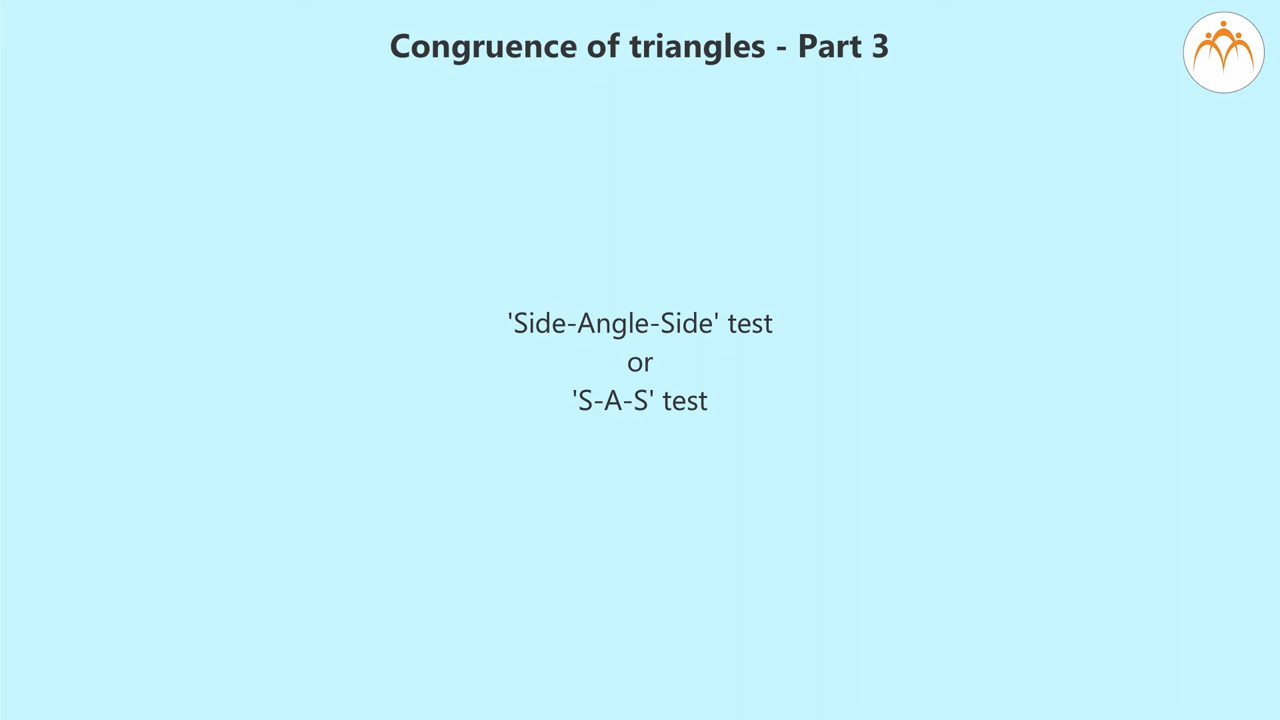 Congruence of triangles - Part 3
'Side-Angle-Side' test
or
'S-A-S' test